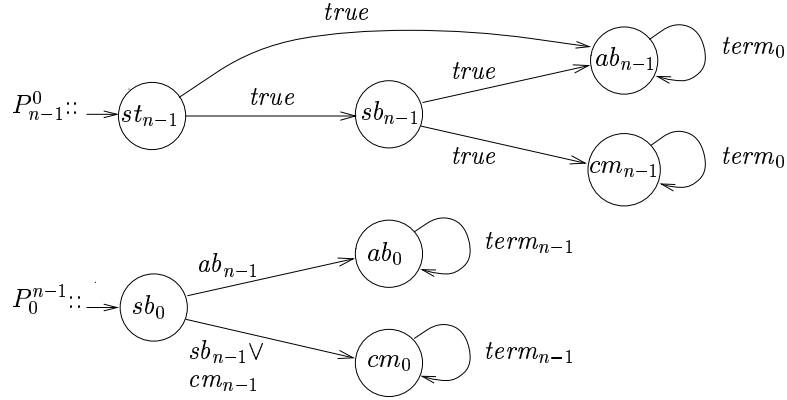 true
ab_{n-1}
term_0
true
P^0_{n-1}::
st_{n-1}
true
sb_{n-1}
true
cm_{n-1}
term_0
ab_{n-1}
ab_0
term_{n-1}
P^{n-1}_0::
sb_0
sb_{n-1}∨
cm_{n-1}
cm_0
term_{n-1}